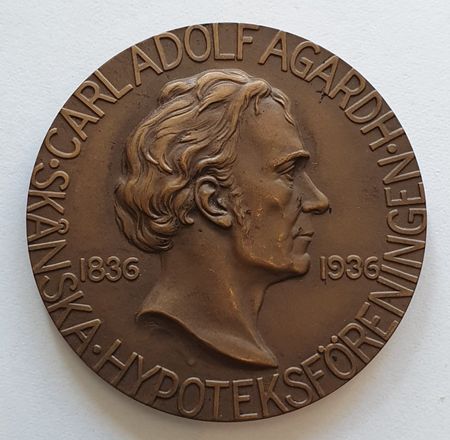 CARL ADOLF AGARDH · SKÅNSKA · HYPOTEKSFÖRENINGEN ·
1836 1936